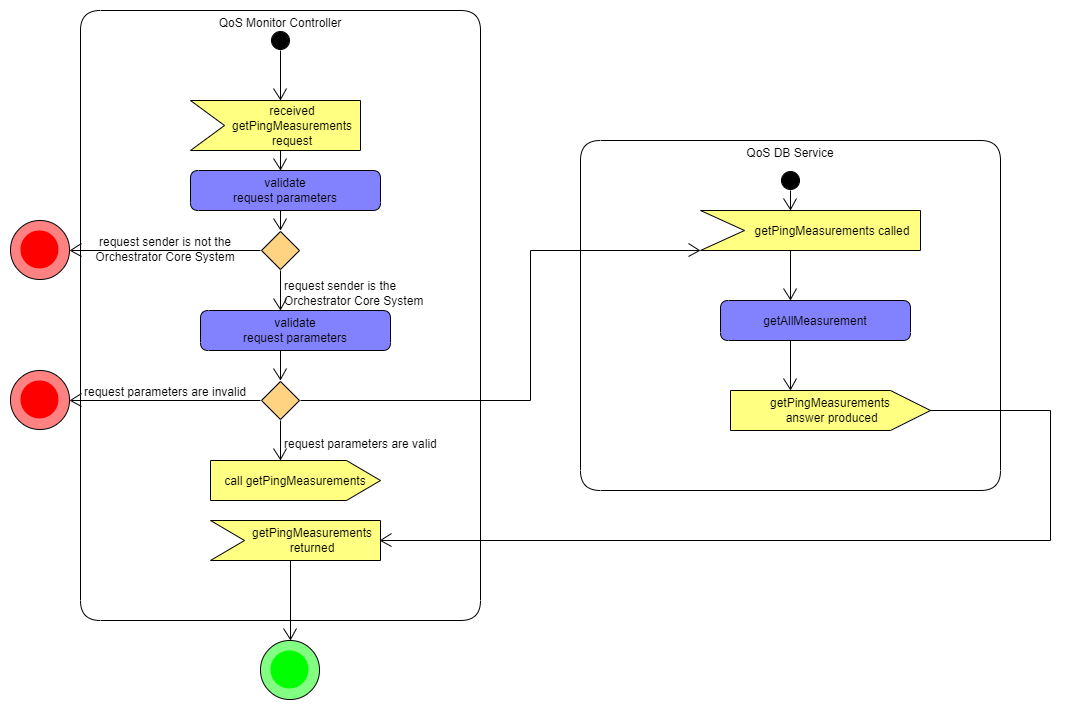 QoS Monitor Controller
received
getPingMeasurements
request
validate
request parameters
request sender is not the
Orchestrator Core System
request sender is the
Orchestrator Core System
validate
request parameters
request parameters are invalid
request parameters are valid
call getPingMeasurements
getPingMeasurements
returned
QoS DB Service
getPingMeasurements called
getAllMeasurement
getPingMeasurements
answer produced